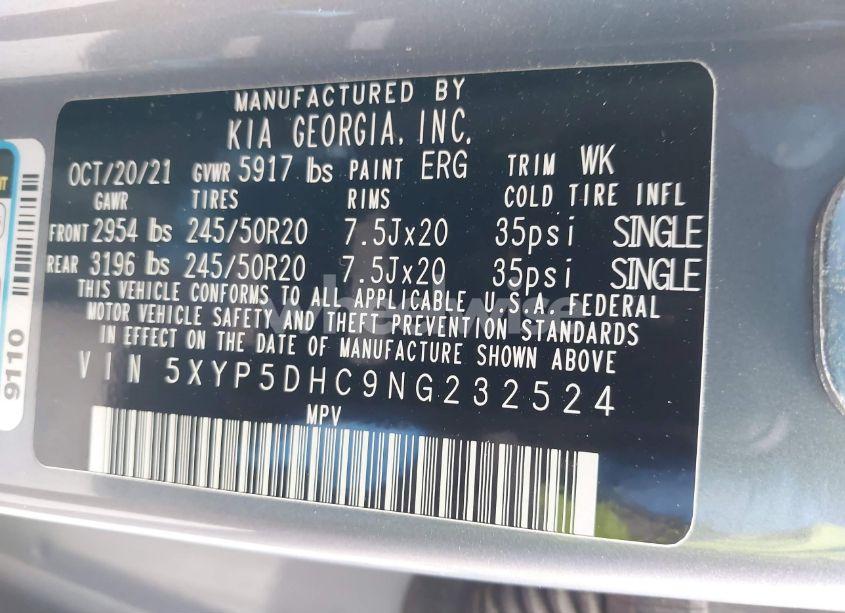 MANUFACTURED BY
KIA GEORGIA, INC.
OCT/20/21 GVWR 5917 lbs PAINT ERG TRIM WK
GAWR TIRES RIMS COLD TIRE INFL
FRONT 2954 lbs 245/50R20 7.5Jx20 35psi SINGLE
REAR 3196 lbs 245/50R20 7.5Jx20 35psi SINGLE
THIS VEHICLE CONFORMS TO ALL APPLICABLE U.S.A. FEDERAL
MOTOR VEHICLE SAFETY AND THEFT PREVENTION STANDARDS
IN EFFECT ON THE DATE OF MANUFACTURE SHOWN ABOVE
VIN 5XYP5DHC9NG232524
MPV
9110